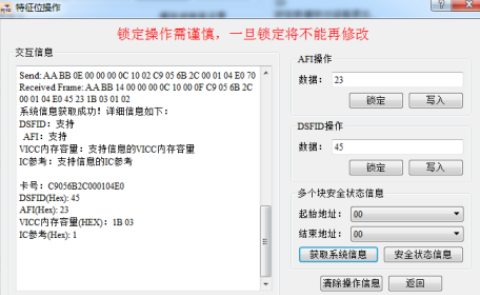 特征位操作
锁定操作需谨慎，一旦锁定将不能再修改
交互信息
Send: AA BB 0E 00 00 00 0C 10 02 C9 05 6B 2C 00 01 04 E0 70
Received Frame: AA BB 14 00 00 00 0C 10 00 0F C9 05 6B 2C
00 01 04 E0 45 23 1B 03 01 02
系统信息获取成功！详细信息如下：
DSFID：支持
AFI：支持
VICC内存容量：支持信息的VICC内存容量
IC参考：支持信息的IC参考
卡号：C9056B2C000104E0
DSFID(Hex): 45
AFI(Hex): 23
VICC内存容量(HEX)：1B 03
IC参考(Hex): 1
AFI操作
数据：23
锁定 写入
DSFID操作
数据：45
锁定 写入
多个块安全状态信息
起始地址：00
结束地址：00
获取系统信息 安全状态信息
清除操作信息 返回